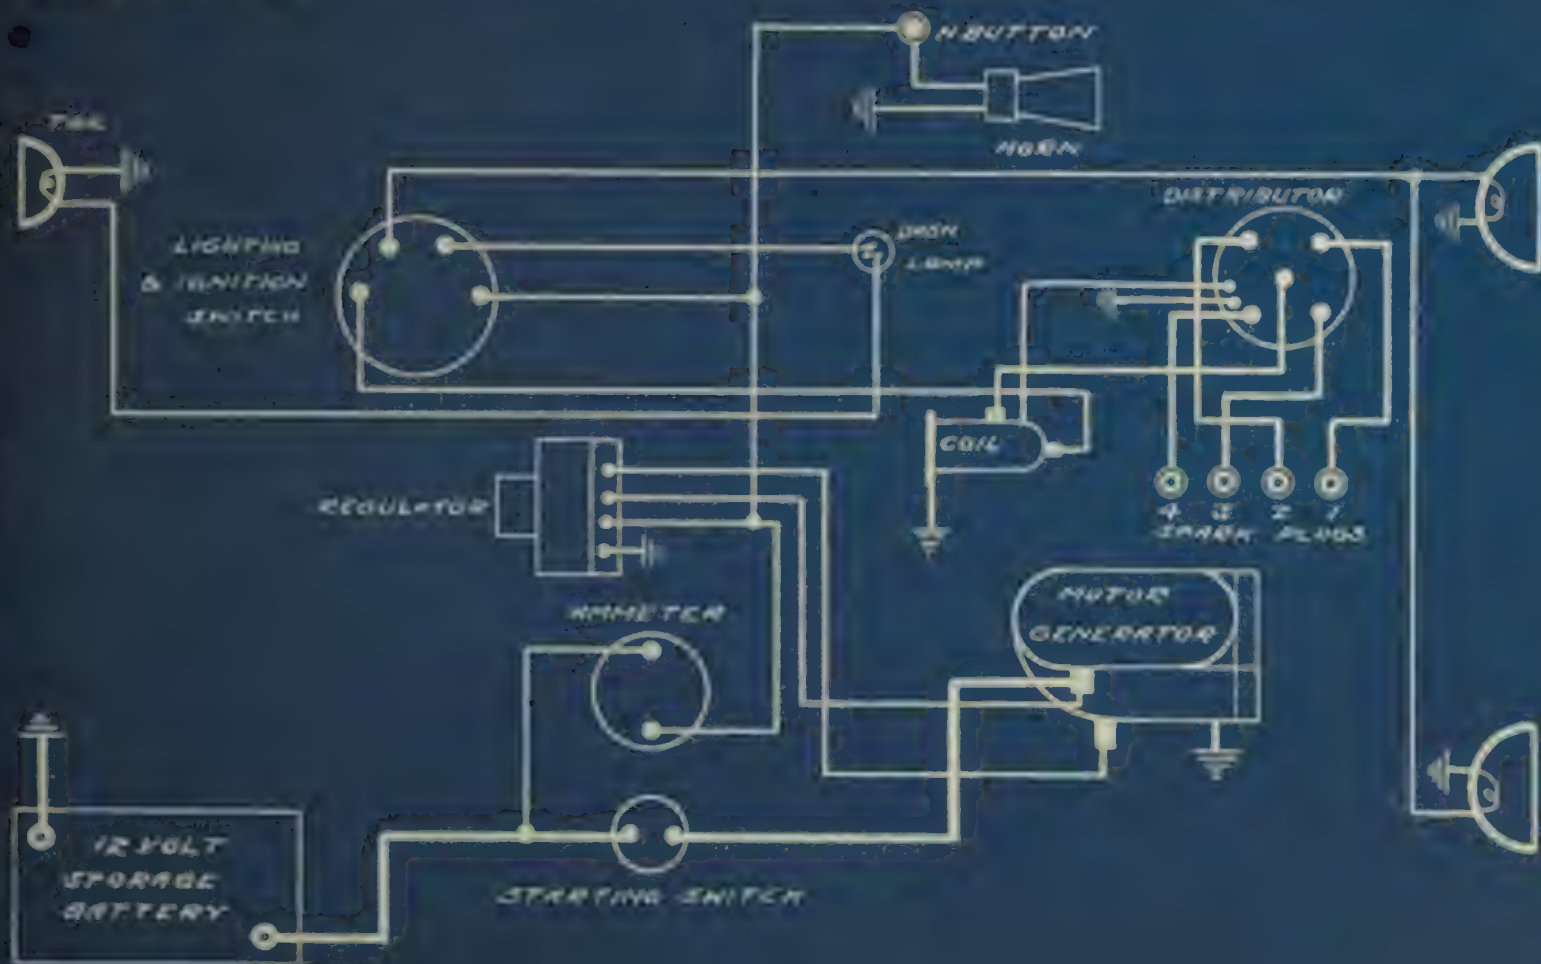 H. BUTTON
HORN
TAIL
DISTRIBUTOR
LIGHTING
& IGNITION
SWITCH
DASH
LAMP
COIL
REGULATOR
4 3 2 1
SPARK PLUGS
AMMETER
MOTOR
GENERATOR
12 VOLT
STORAGE
BATTERY
STARTING SWITCH